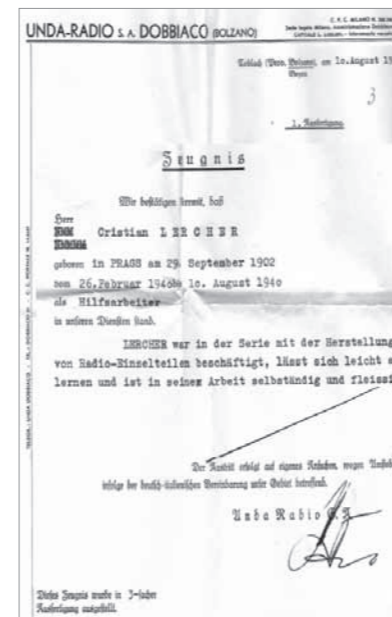 UNDA-RADIO S. A. DOBBIACO (BOLZANO)
C. P. C. MILANO N.
Toblach (Prov. Bolzano), am 10.August 19
3
1. Ausfertigung
Zeugnis
Wir bestätigen hiermit, daß
Herr
Cristian LERCHER
geboren in PRAGS am 29. September 1902
vom 26.Februar 1940 bis 10. August 1940
als Hilfsarbeiter
in unseren Diensten stand.
LERCHER war in der Serie mit der Herstellung
von Radio-Einzelteilen beschäftigt, lässt sich leicht
lernen und ist in seiner Arbeit selbständig und fleissi
Der Austritt erfolgt auf eigenes Ansuchen, wegen
infolge der deutsch-italienischen Vereinbarung unser Gebiet betreffend.
Unda Radio S.A.
Dieses Zeugnis wurde in 3-facher
Ausfertigung ausgestellt.